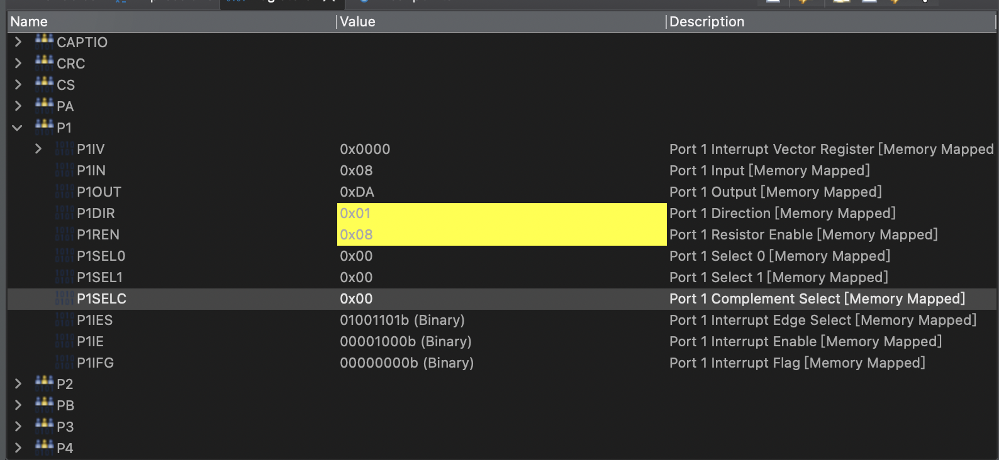 Name Value Description
CAPTIO
CRC
CS
PA
P1
P1IV 0x0000 Port 1 Interrupt Vector Register [Memory Mapped
P1IN 0x08 Port 1 Input [Memory Mapped]
P1OUT 0xDA Port 1 Output [Memory Mapped]
P1DIR 0x01 Port 1 Direction [Memory Mapped]
P1REN 0x08 Port 1 Resistor Enable [Memory Mapped]
P1SEL0 0x00 Port 1 Select 0 [Memory Mapped]
P1SEL1 0x00 Port 1 Select 1 [Memory Mapped]
P1SELC 0x00 Port 1 Complement Select [Memory Mapped]
P1IES 01001101b (Binary) Port 1 Interrupt Edge Select [Memory Mapped]
P1IE 00001000b (Binary) Port 1 Interrupt Enable [Memory Mapped]
P1IFG 00000000b (Binary) Port 1 Interrupt Flag [Memory Mapped]
P2
PB
P3
P4